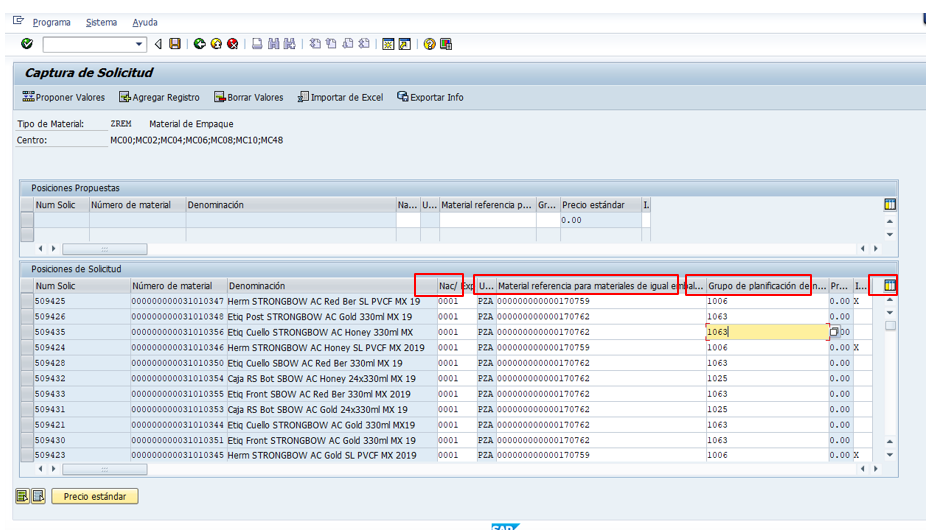 Programa Sistema Ayuda
Captura de Solicitud
Proponer Valores Agregar Registro Borrar Valores Importar de Excel Exportar Info
Tipo de Material: ZREM Material de Empaque
Centro: MC00;MC02;MC04;MC06;MC08;MC10;MC48
Posiciones Propuestas
Num Solic Número de material Denominación Na... U... Material referencia p... Gr... Precio estándar I.
0.00
Posiciones de Solicitud
Num Solic Número de material Denominación Nac/ Exp U... Material referencia para materiales de igual embal... Grupo de planificación de n... Pr... I...
509425 000000000031010347 Herm STRONGBOW AC Red Ber SL PVCF MX 19 0001 PZA 000000000000170759 1006 0.00 X
509426 000000000031010348 Etiq Post STRONGBOW AC Gold 330ml MX 19 0001 PZA 000000000000170762 1063 0.00
509435 000000000031010356 Etiq Cuello STRONGBOW AC Honey 330ml MX 0001 PZA 000000000000170762 1063 00
509424 000000000031010346 Herm STRONGBOW AC Honey SL PVCF MX 2019 0001 PZA 000000000000170759 1006 0.00 X
509428 000000000031010350 Etiq Cuello SBOW AC Red Ber 330ml MX 19 0001 PZA 000000000000170762 1063 0.00
509432 000000000031010354 Caja RS Bot SBOW AC Honey 24x330ml MX 19 0001 PZA 000000000000170762 1025 0.00
509433 000000000031010355 Etiq Front SBOW AC Red Ber 330ml MX 2019 0001 PZA 000000000000170762 1063 0.00
509431 000000000031010353 Caja RS Bot SBOW AC Gold 24x330ml MX 19 0001 PZA 000000000000170762 1025 0.00
509421 000000000031010344 Etiq Cuello STRONGBOW AC Gold 330ml MX19 0001 PZA 000000000000170762 1063 0.00
509430 000000000031010351 Etiq Front STRONGBOW AC Gold 330ml MX 19 0001 PZA 000000000000170762 1063 0.00
509423 000000000031010345 Herm STRONGBOW AC Gold SL PVCF MX 2019 0001 PZA 000000000000170759 1006 0.00 X
Precio estándar
SAP